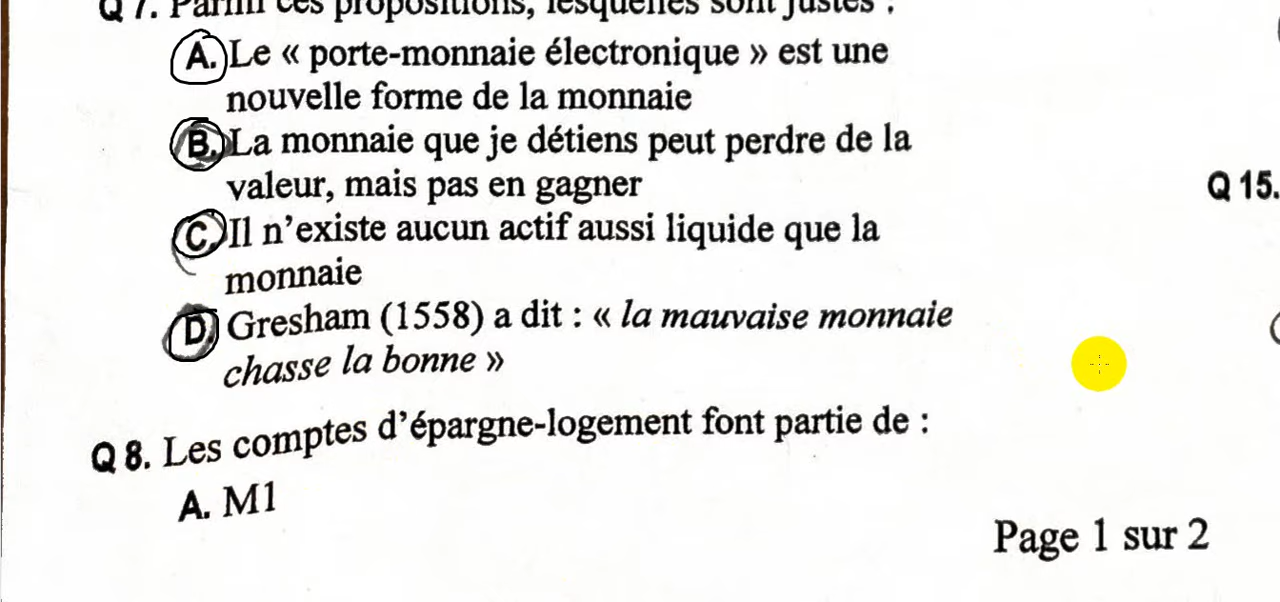 Q 7. Parmi ces propositions, lesquelles sont justes :
A. Le « porte-monnaie électronique » est une
nouvelle forme de la monnaie
B. La monnaie que je détiens peut perdre de la
valeur, mais pas en gagner
C. Il n’existe aucun actif aussi liquide que la
monnaie
D. Gresham (1558) a dit : « la mauvaise monnaie
chasse la bonne »
Q 8. Les comptes d’épargne-logement font partie de :
A. M1
Page 1 sur 2
Q 15.